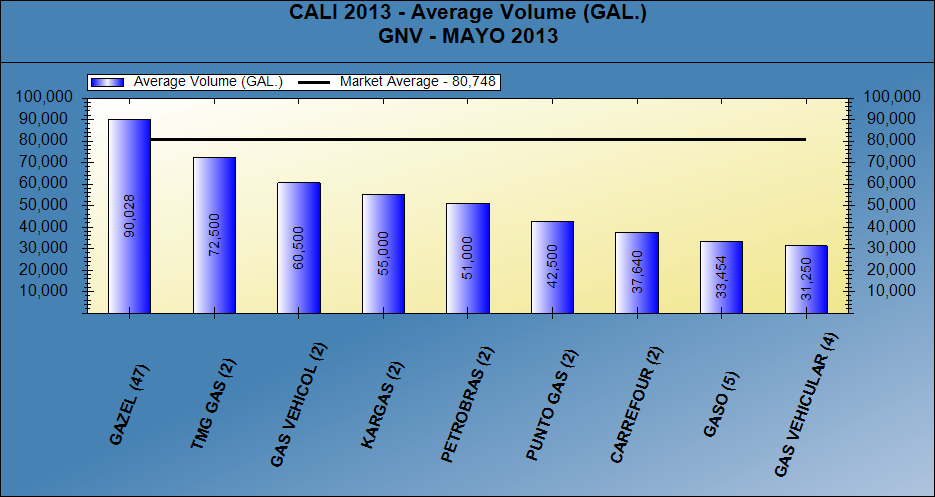 CALI 2013 - Average Volume (GAL.)
GNV - MAYO 2013
Average Volume (GAL.)
Market Average - 80,748
100,000
90,000
80,000
70,000
60,000
50,000
40,000
30,000
20,000
10,000
100,000
90,000
80,000
70,000
60,000
50,000
40,000
30,000
20,000
10,000
90,028
72,500
60,500
55,000
51,000
42,500
37,640
33,454
31,250
GAZEL (47)
TMG GAS (2)
GAS VEHICOL (2)
KARGAS (2)
PETROBRAS (2)
PUNTO GAS (2)
CARREFOUR (2)
GASO (5)
GAS VEHICULAR (4)